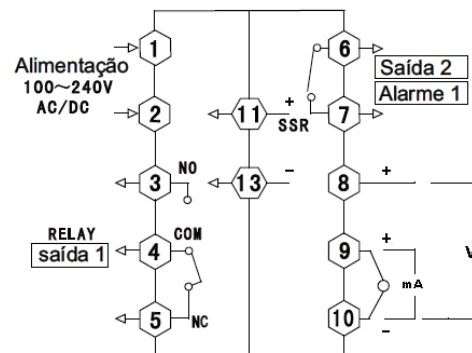 1
Alimentação
100~240V
AC/DC
2
3
NO
RELAY
saída 1
4
COM
5
NC
11
+
SSR
13
-
6
Saída 2
Alarme 1
7
8
+
9
+
mA
10
-
V